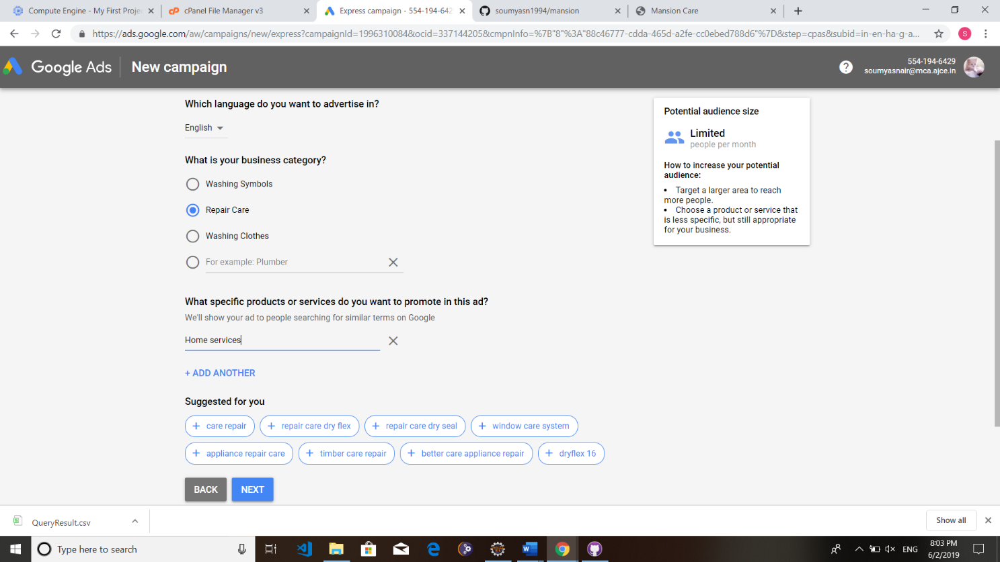 Compute Engine - My First Projec
cPanel File Manager v3
Express campaign - 554-194-642
soumyasn1994/mansion
Mansion Care
https://ads.google.com/aw/campaigns/new/express?campaignId=1996310084&ocid=337144205&cmpnInfo=%7B"8"%3A"88c46777-cdda-465d-a2fe-cc0ebed788d6"%7D&step=cpas&subid=in-en-ha-g-a...
S
Google Ads
New campaign
?
554-194-6429
soumyasnair@mca.ajce.in
Which language do you want to advertise in?
English
What is your business category?
Washing Symbols
Repair Care
Washing Clothes
For example: Plumber
What specific products or services do you want to promote in this ad?
We'll show your ad to people searching for similar terms on Google
Home services
+ ADD ANOTHER
Suggested for you
+ care repair
+ repair care dry flex
+ repair care dry seal
+ window care system
+ appliance repair care
+ timber care repair
+ better care appliance repair
+ dryflex 16
BACK
NEXT
Potential audience size
Limited
people per month
How to increase your potential
audience:
• Target a larger area to reach
more people.
• Choose a product or service that
is less specific, but still appropriate
for your business.
QueryResult.csv
Show all
Type here to search
ENG
8:03 PM
6/2/2019